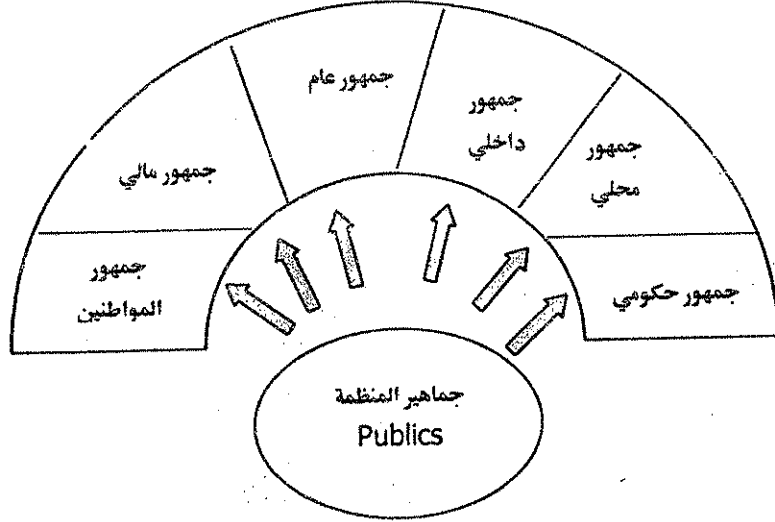 جمهور عام
جمهور
داخلي
جمهور
محلي
جمهور حكومي
جمهور مالي
جمهور
المواطنين
جماهير المنظمة
Publics